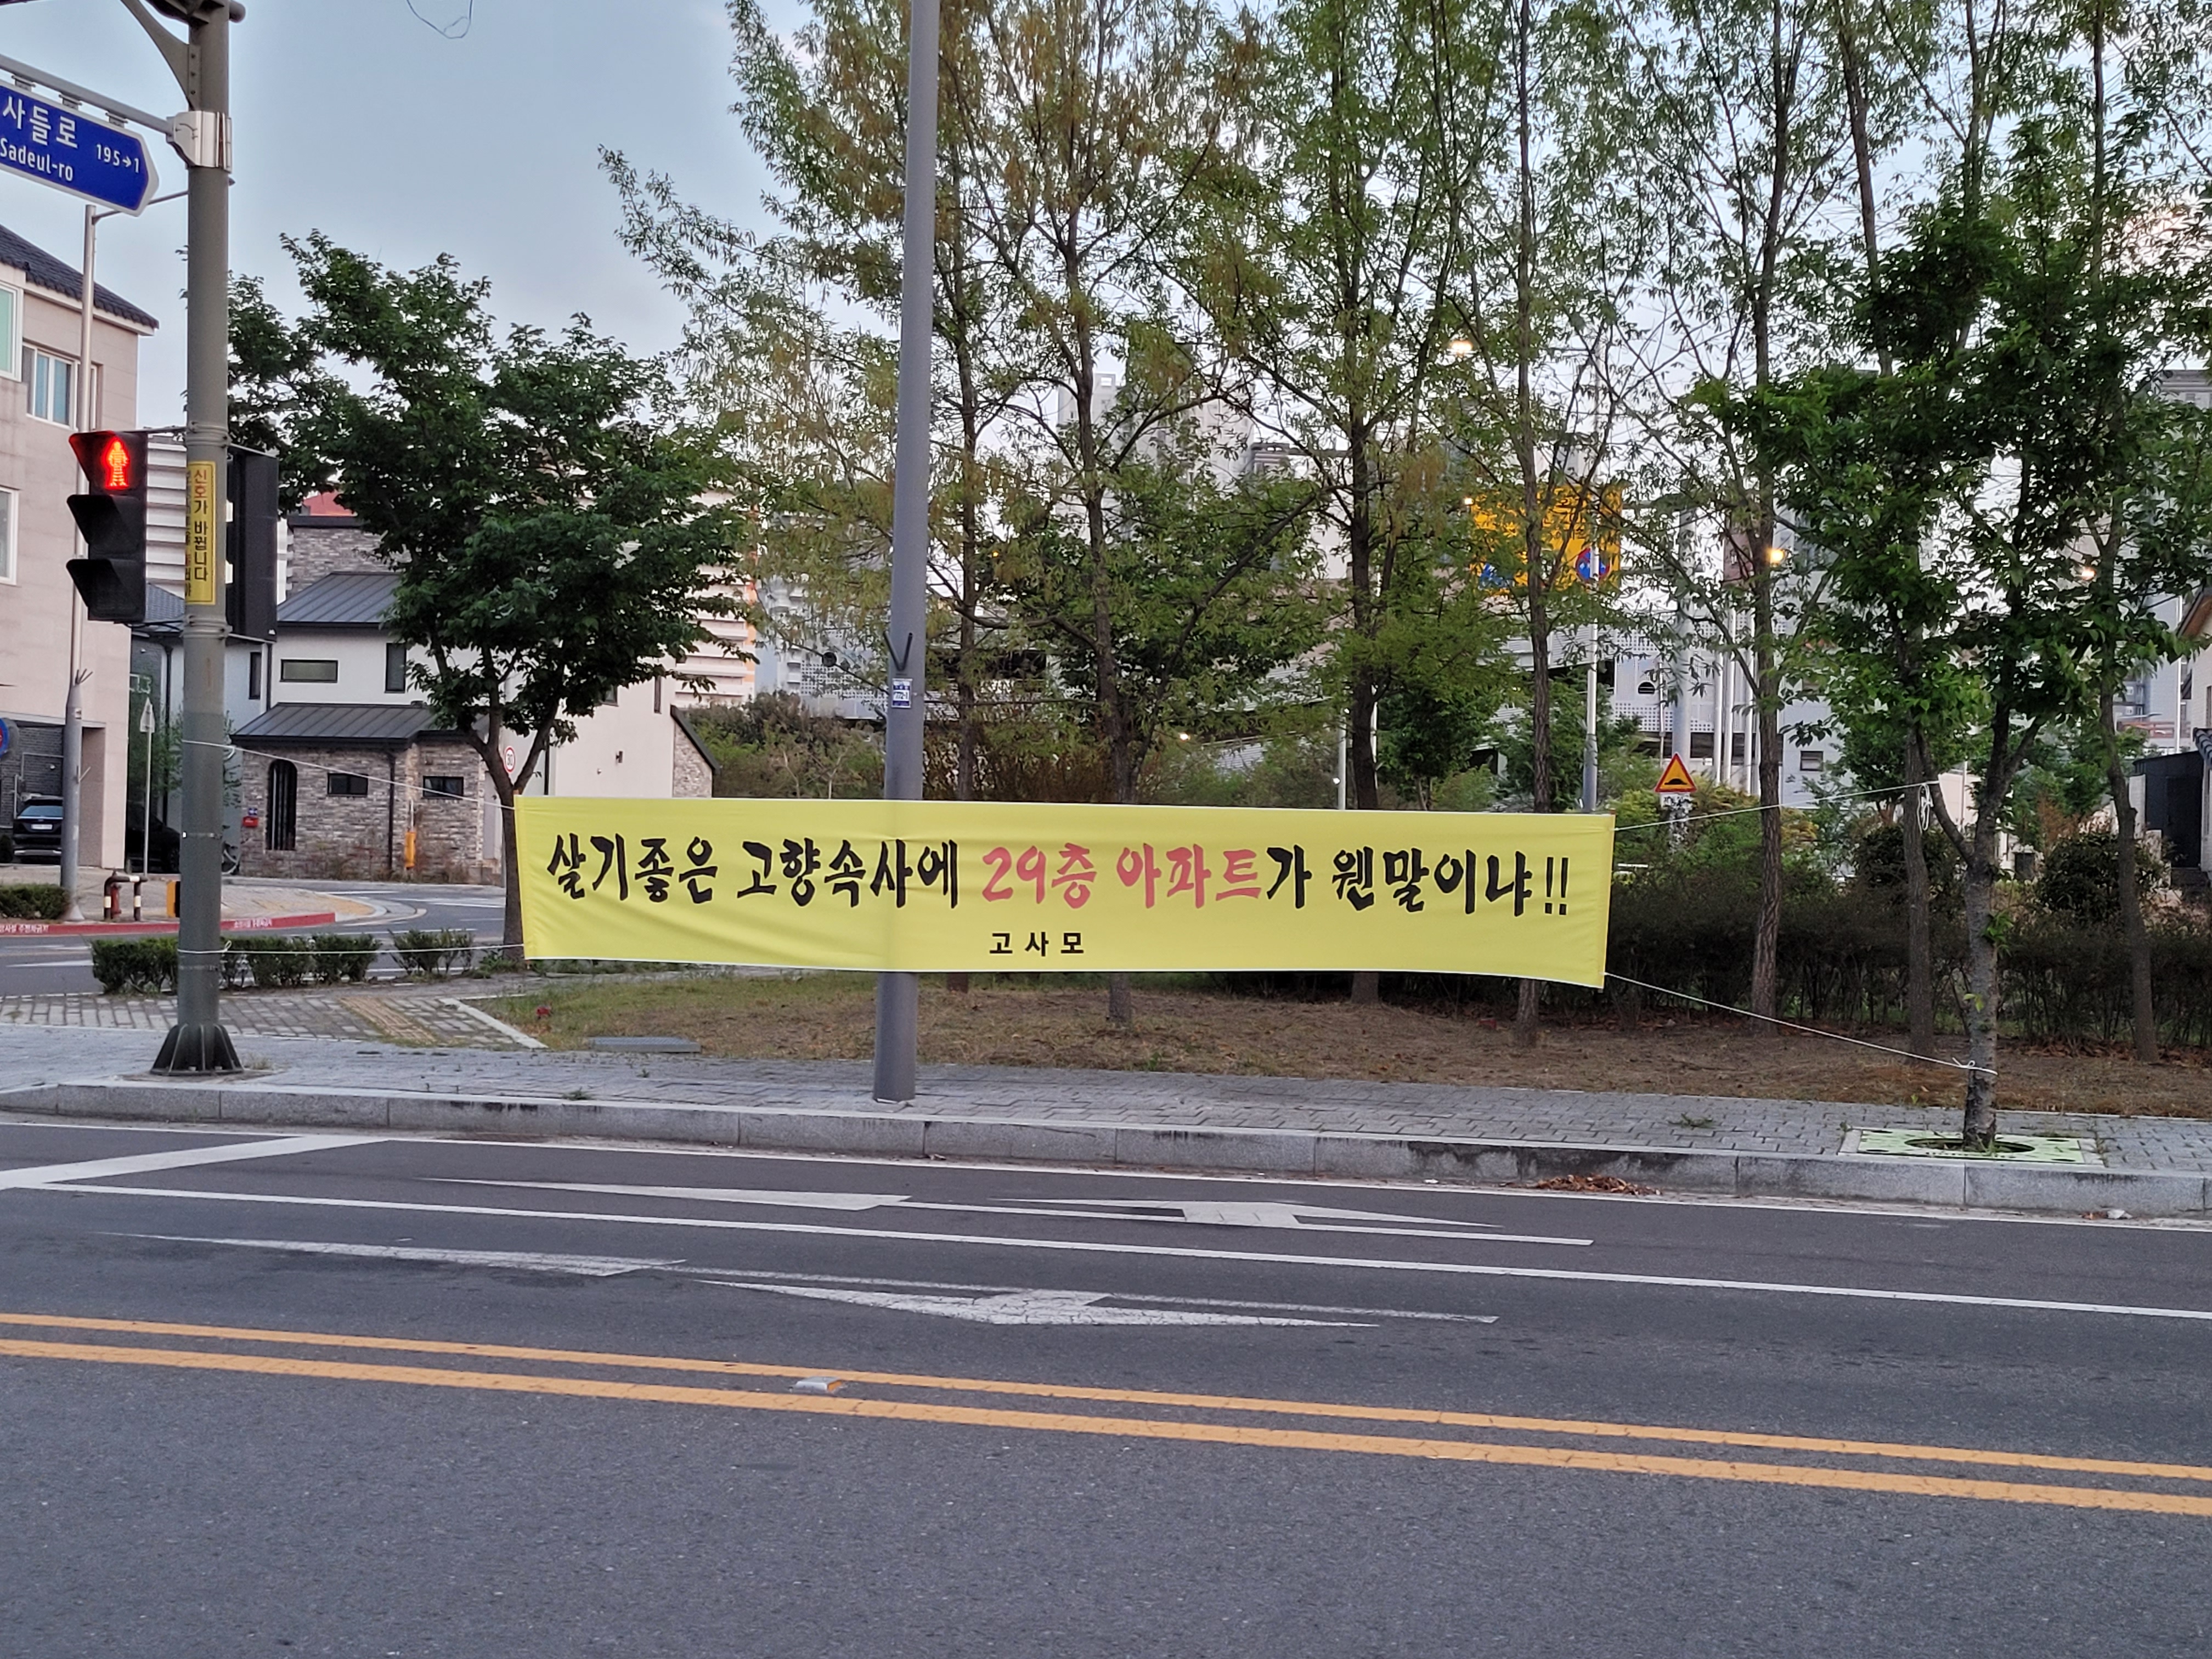 사들로
195→1
Sadeul-ro
신호가 바뀝니다
살기좋은 고향속사에 29층 아파트가 웬말이냐!!
고사모